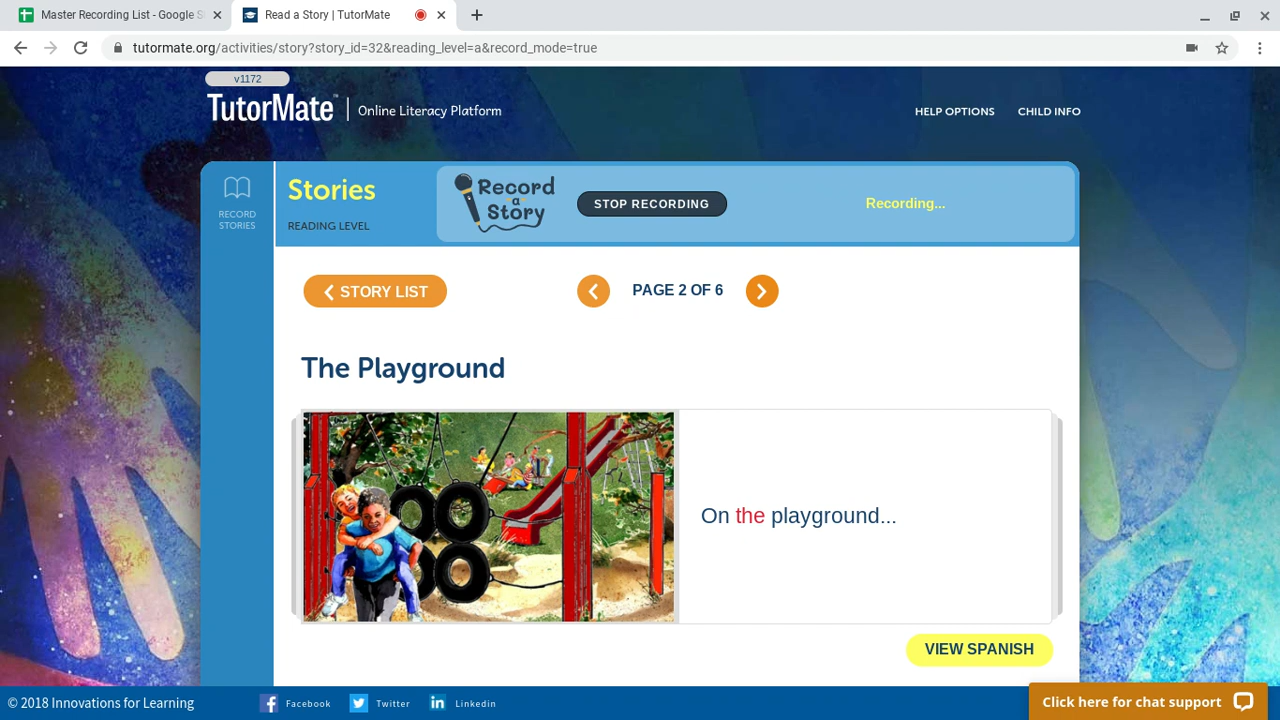 Master Recording List - Google S
Read a Story | TutorMate
tutormate.org/activities/story?story_id=32&reading_level=a&record_mode=true
v1172
TutorMate™ | Online Literacy Platform
HELP OPTIONS
CHILD INFO
RECORD
STORIES
Stories
READING LEVEL
Record
a
Story
STOP RECORDING
Recording...
STORY LIST
PAGE 2 OF 6
The Playground
On the playground...
VIEW SPANISH
© 2018 Innovations for Learning
Facebook
Twitter
Linkedin
Click here for chat support